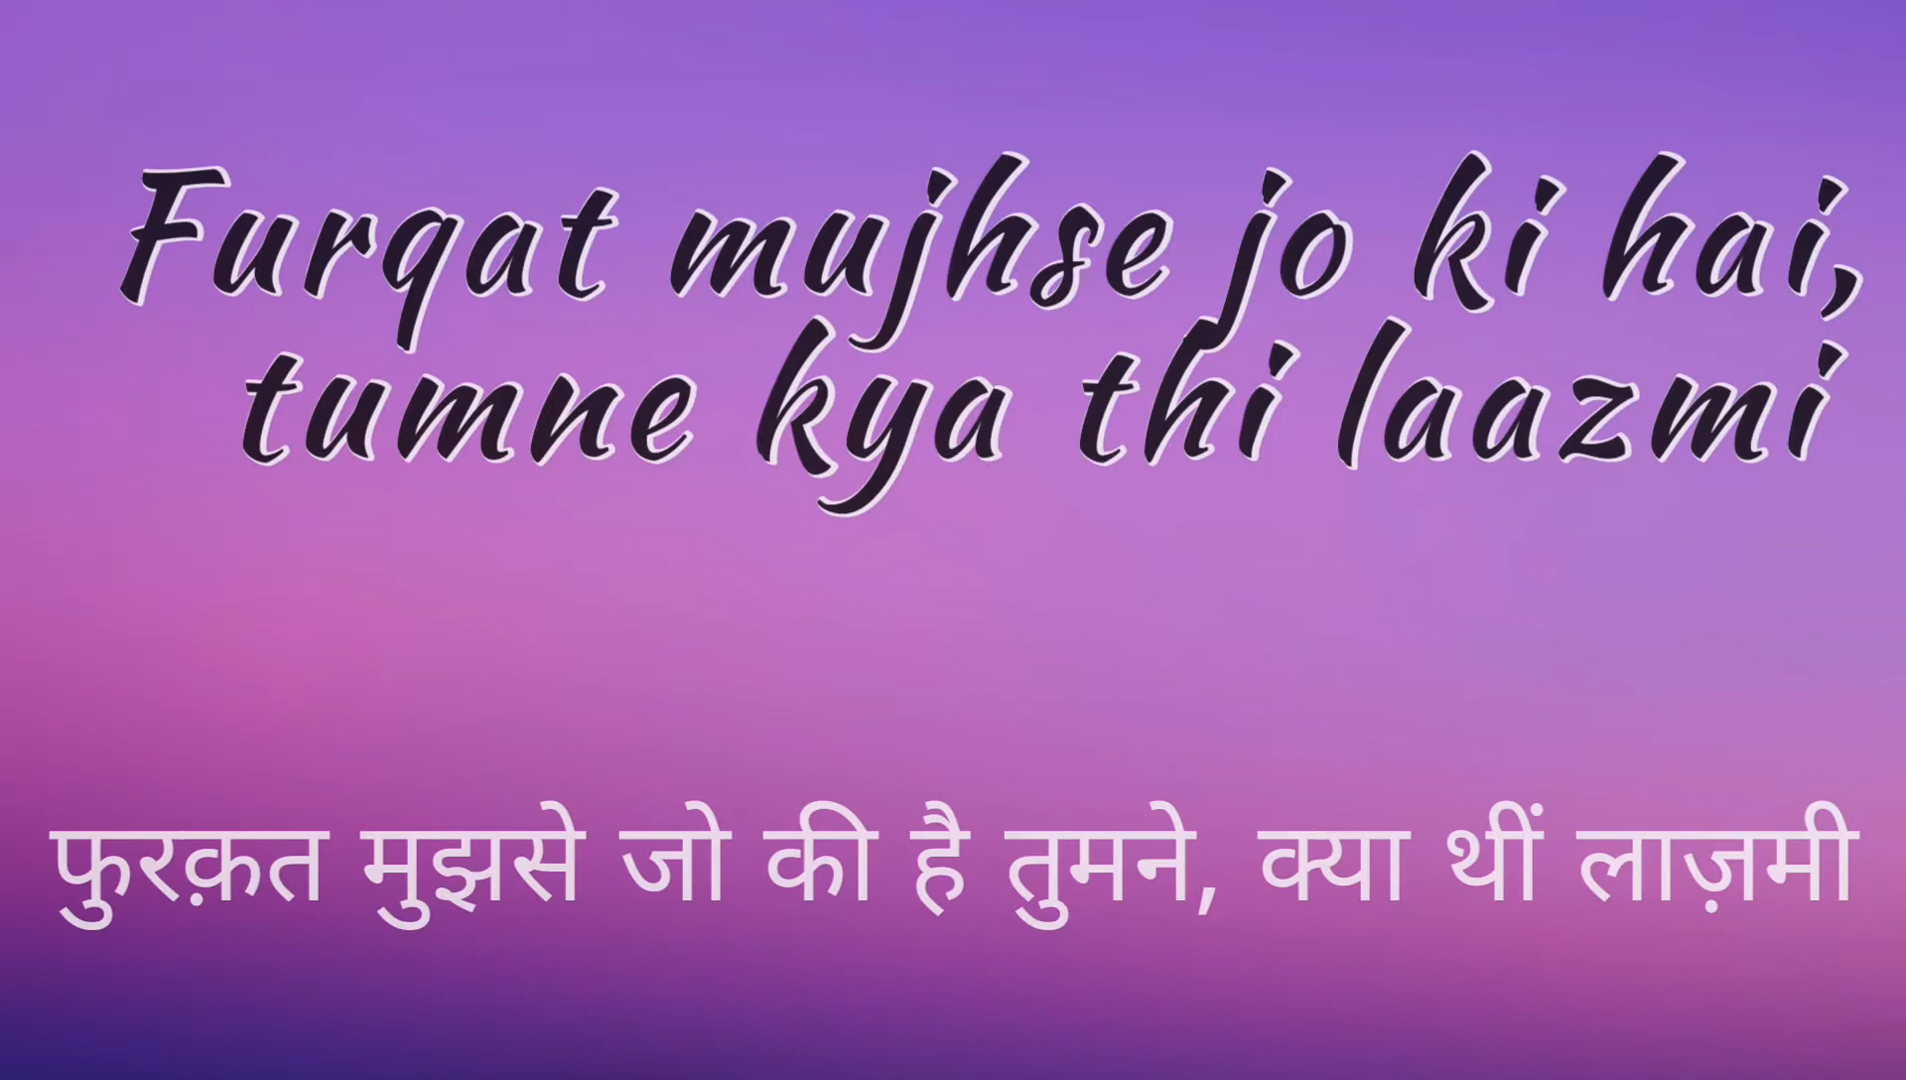 Furqat mujhse jo ki hai,
tumne kya thi laazmi
फुरक़त मुझसे जो की है तुमने, क्या थीं लाज़मी